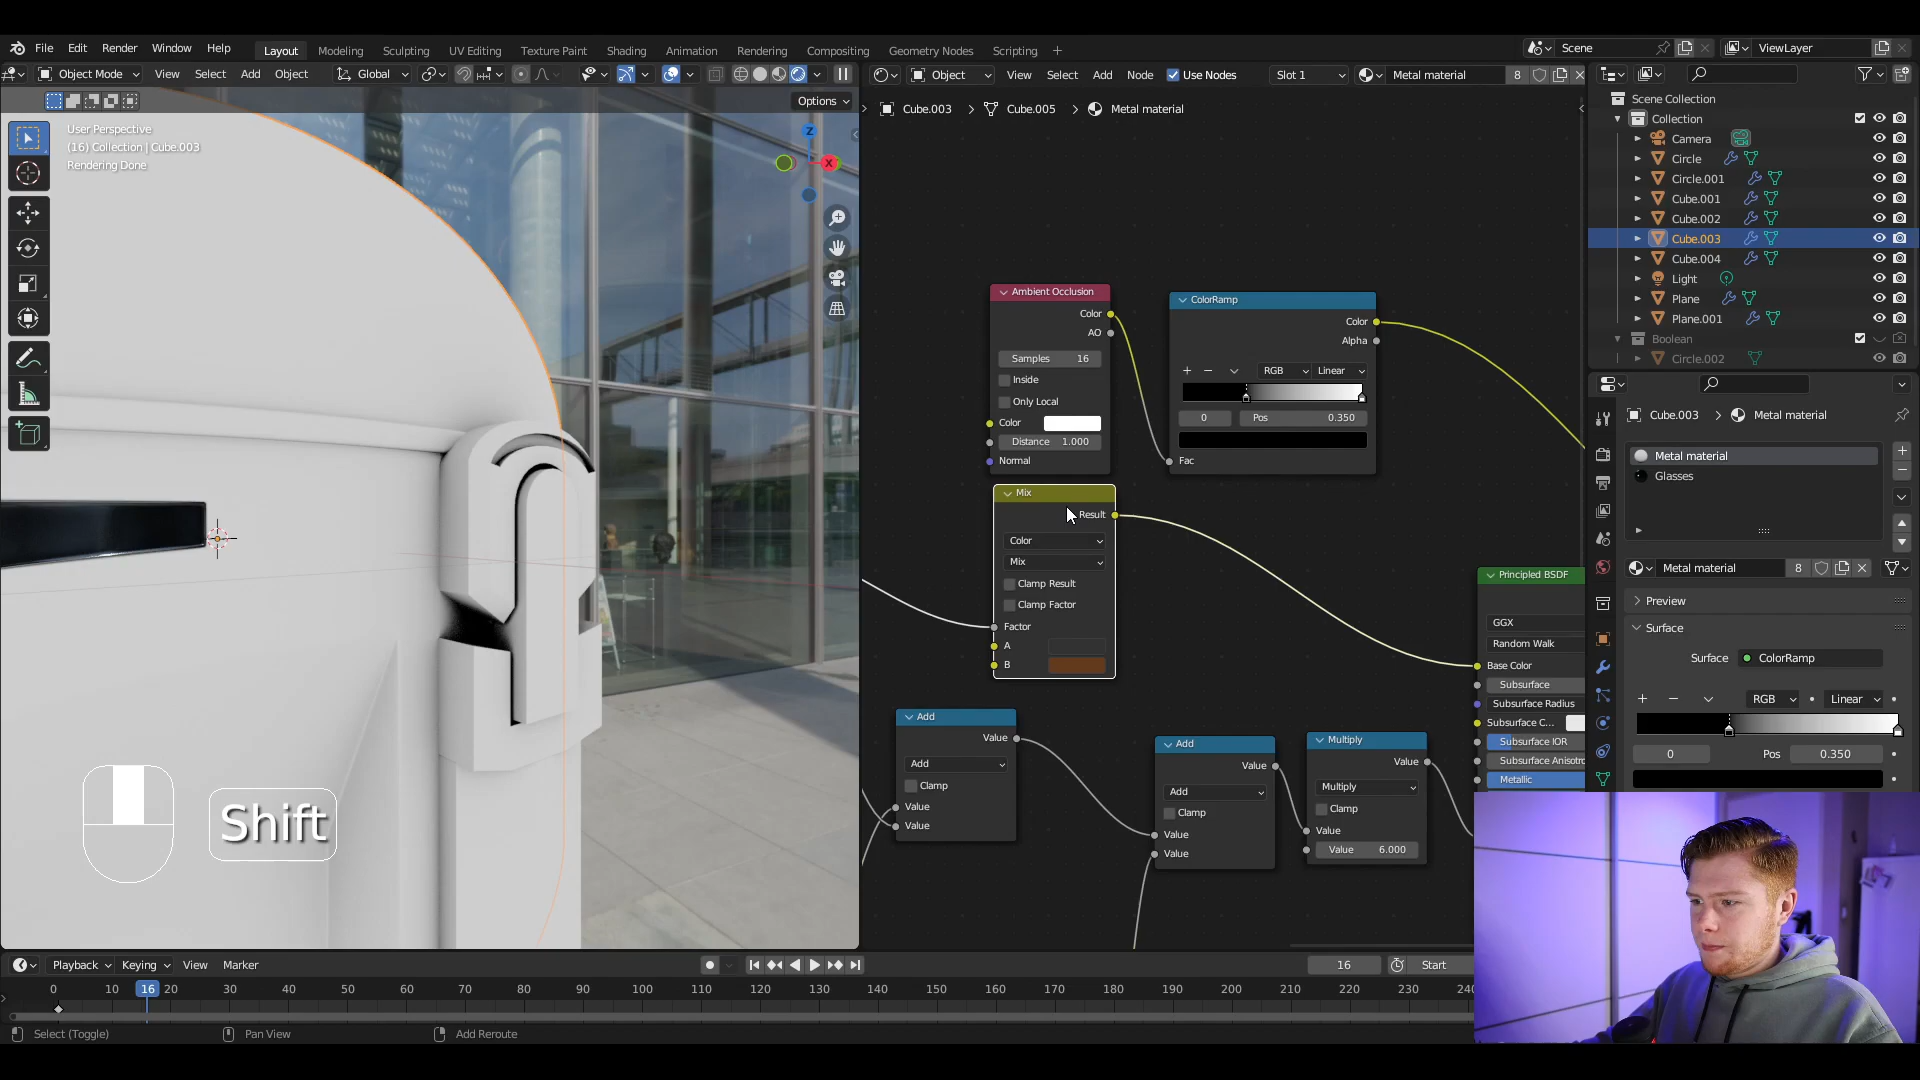 File Edit Render Window Help Layout Modeling Sculpting UV Editing Texture Paint Shading Animation Rendering Compositing Geometry Nodes Scripting + Scene ViewLayer
Object Mode View Select Add Object Global Object View Select Add Node Use Nodes Slot 1 Metal material 8
Options
Cube.003 > Cube.005 > Metal material
User Perspective
(16) Collection | Cube.003
Rendering Done
Z
X
Scene Collection
Collection
Camera
Circle
Circle.001
Cube.001
Cube.002
Cube.003
Cube.004
Light
Plane
Plane.001
Boolean
Circle.002
Ambient Occlusion
Color
AO
Samples 16
Inside
Only Local
Color
Distance 1.000
Normal
ColorRamp
Color
Alpha
RGB Linear
0 Pos 0.350
Fac
Mix
Result
Color
Mix
Clamp Result
Clamp Factor
Factor
A
B
Add
Value
Add
Clamp
Value
Value
Add
Value
Add
Clamp
Value
Value
Multiply
Value
Multiply
Clamp
Value
Value 6.000
Principled BSDF
GGX
Random Walk
Base Color
Subsurface
Subsurface Radius
Subsurface C...
Subsurface IOR
Subsurface Anisotro
Metallic
Cube.003 > Metal material
Metal material
Glasses
Metal material 8
Preview
Surface
Surface ColorRamp
RGB Linear
0 Pos 0.350
Shift
Playback Keying View Marker 16 Start
0 10 16 20 30 40 50 60 70 80 90 100 110 120 130 140 150 160 170 180 190 200 210 220 230 24
Select (Toggle) Pan View Add Reroute